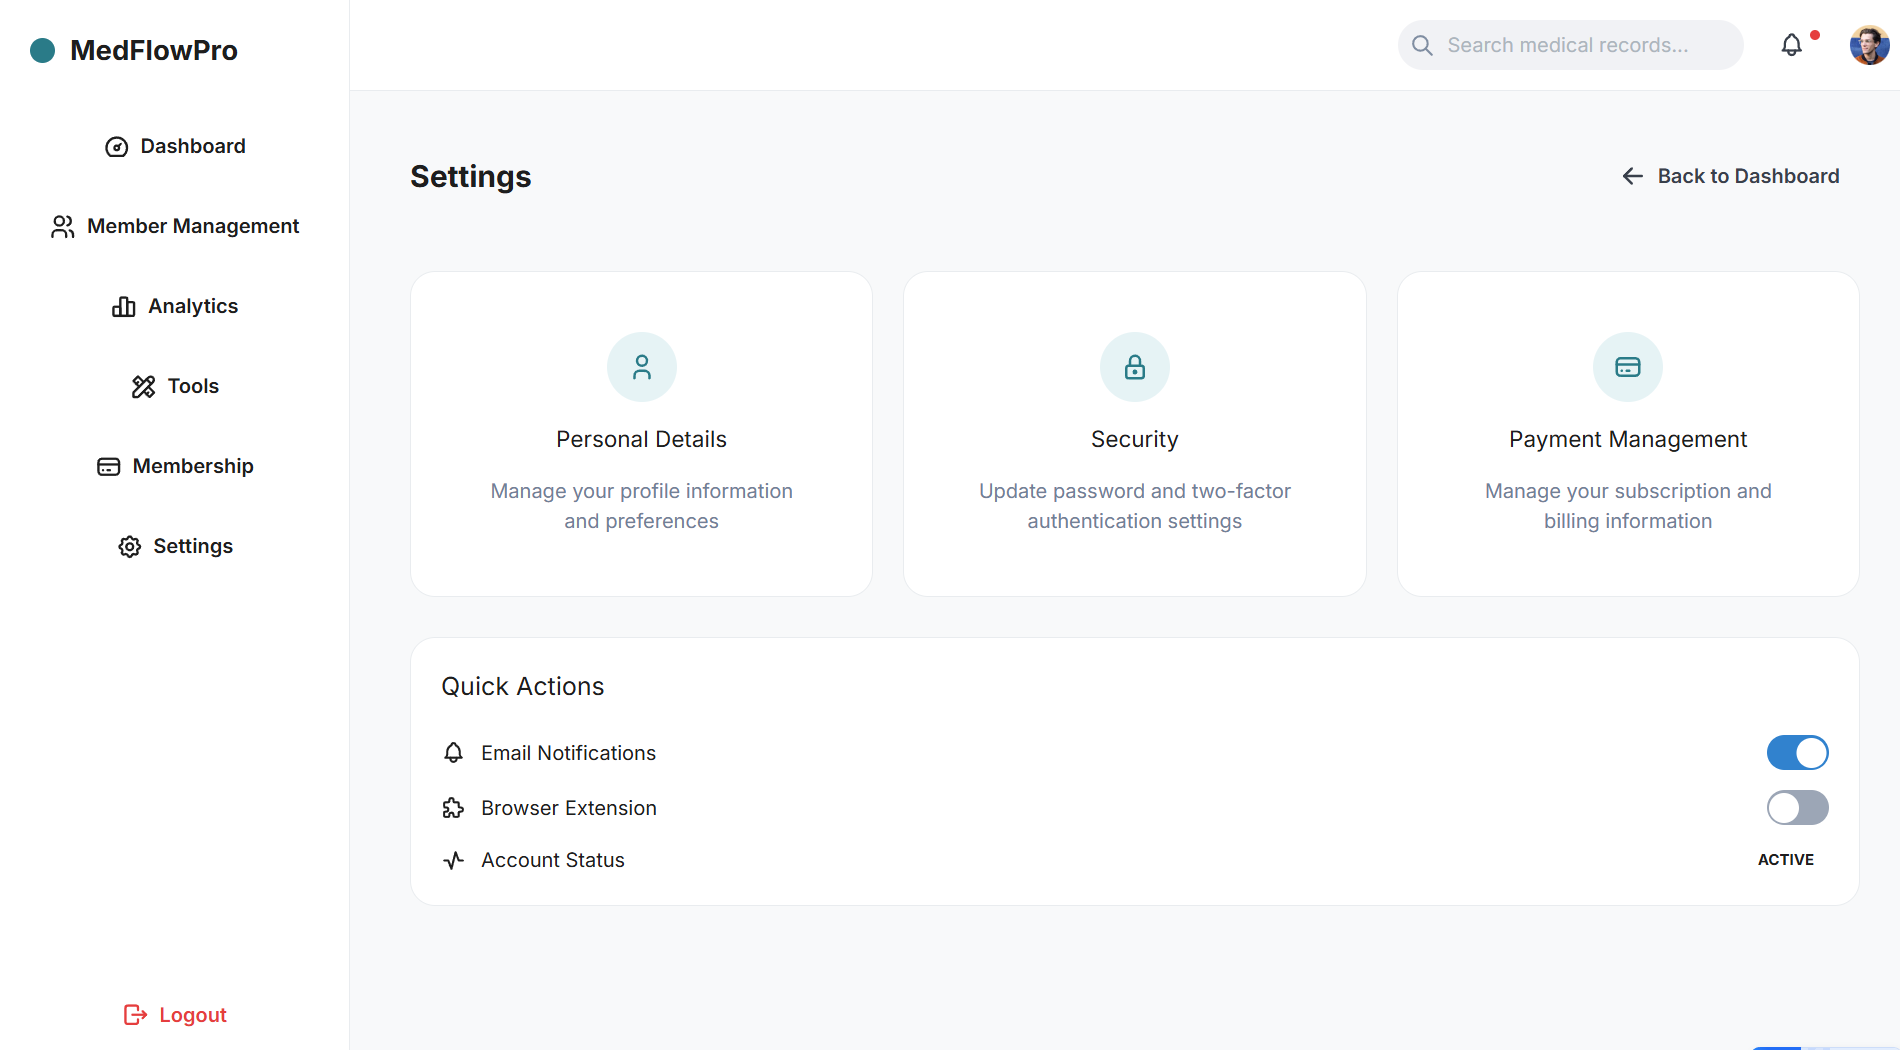 MedFlowPro
Search medical records...
Dashboard
Member Management
Analytics
Tools
Membership
Settings
Logout
Settings
Back to Dashboard
Personal Details
Manage your profile information
and preferences
Security
Update password and two-factor
authentication settings
Payment Management
Manage your subscription and
billing information
Quick Actions
Email Notifications
Browser Extension
Account Status
ACTIVE